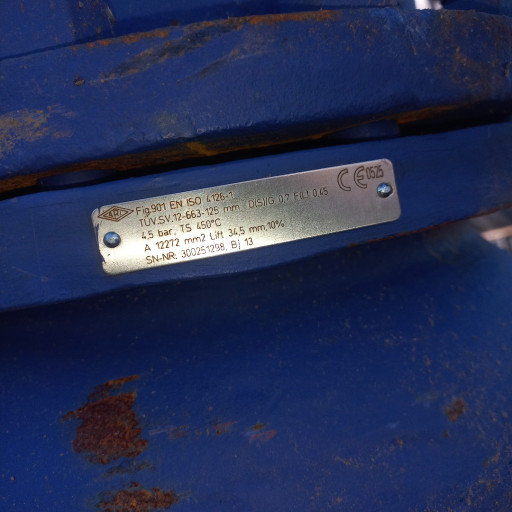 ARI Fig.901 EN ISO 4126-1
CE 0525
TÜV.SV.12-663-125 mm . D/S/G 0,7 F/Lf 0,45
4,5 bar, TS 450°C
A 12272 mm2 Lift 34,5 mm,10%
SN-NR: 300251298, Bj 13